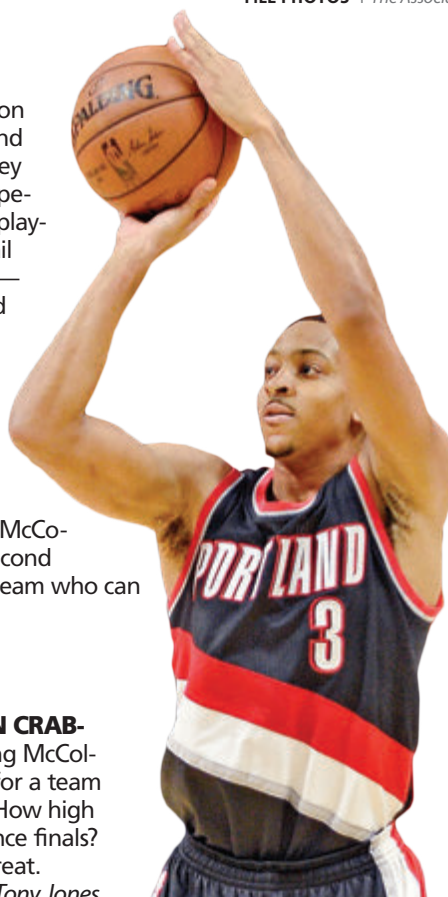 FILE PHOTOS | The Associ
on
nd
ey
pe-
play-
il
—
d
McCo-
cond
eam who can
N CRAB-
ng McCol-
for a team
How high
nce finals?
reat.
Tony Jones
SPALDING
PORTLAND
3